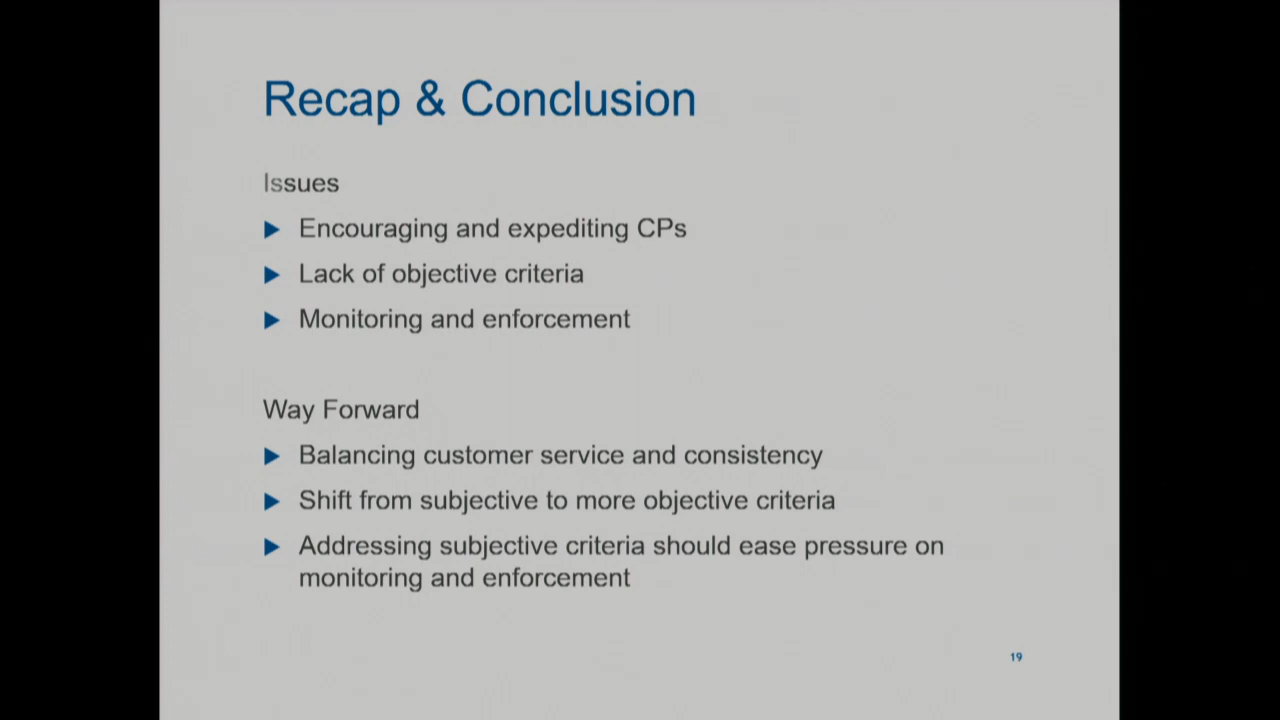 Recap & Conclusion
Issues
Encouraging and expediting CPs
Lack of objective criteria
Monitoring and enforcement
Way Forward
Balancing customer service and consistency
Shift from subjective to more objective criteria
Addressing subjective criteria should ease pressure on
monitoring and enforcement
19